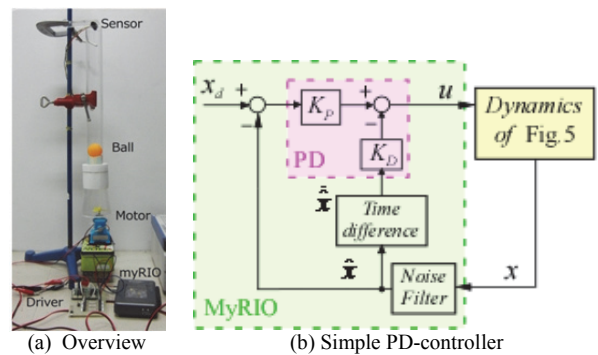 Sensor
Ball
Motor
myRIO
Driver
(a) Overview
x_d
+
−
K_P
+
−
u
Dynamics
of Fig.5
PD
K_D
Time
difference
x̂
Noise
Filter
x
MyRIO
(b) Simple PD-controller